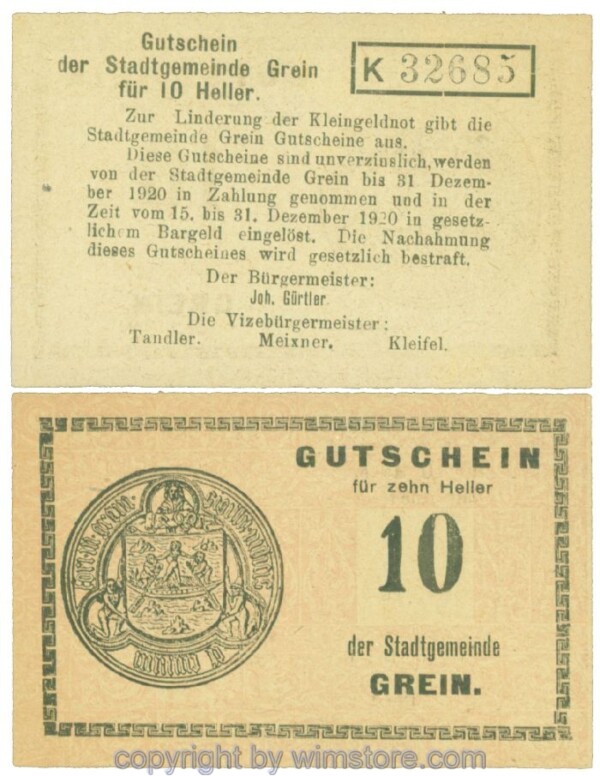 Gutschein
der Stadtgemeinde Grein
für 10 Heller.
K 32685
Zur Linderung der Kleingeldnot gibt die
Stadtgemeinde Grein Gutscheine aus.
Diese Gutscheine sind unverzinslich, werden
von der Stadtgemeinde Grein bis 31 Dezem-
ber 1920 in Zahlung genommen und in der
Zeit vom 15. bis 31. Dezember 1920 in gesetz-
lichem Bargeld eingelöst. Die Nachahmung
dieses Gutscheines wird gesetzlich bestraft.
Der Bürgermeister:
Joh. Gürtler
Die Vizebürgermeister:
Tandler. Meixner. Kleifel.
GUTSCHEIN
für zehn Heller
10
der Stadtgemeinde
GREIN.
copyright by wimstore.com